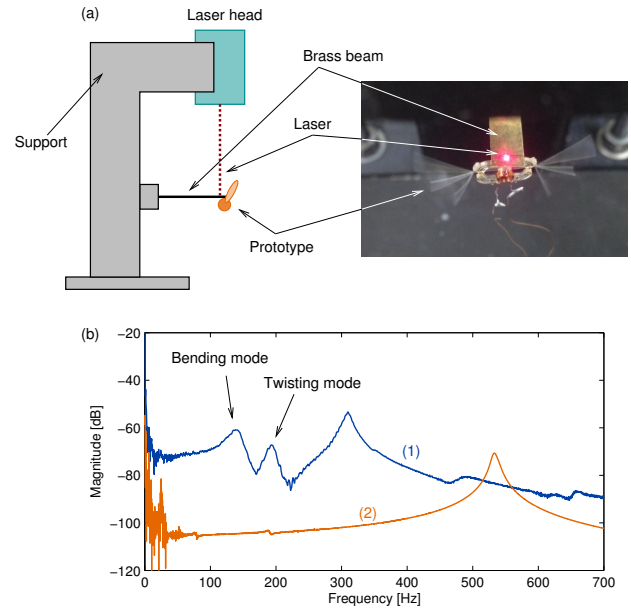 (a)
Laser head
Brass beam
Support
Laser
Prototype
(b)
−20
−40
−60
−80
−100
−120
Magnitude [dB]
Bending mode
Twisting mode
(1)
(2)
0
100
200
300
400
500
600
700
Frequency [Hz]